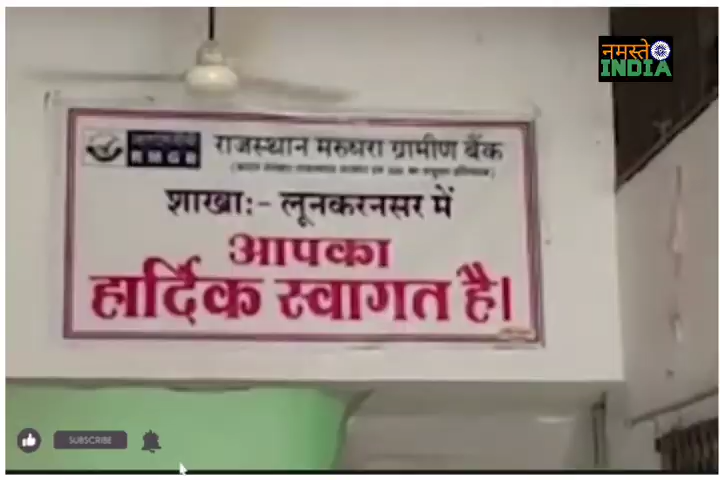 नमस्ते
INDIA
राजस्थान मरुधरा ग्रामीण बैंक
शाखाः- लूनकरनसर में
आपका
हार्दिक स्वागत है।
SUBSCRIBE